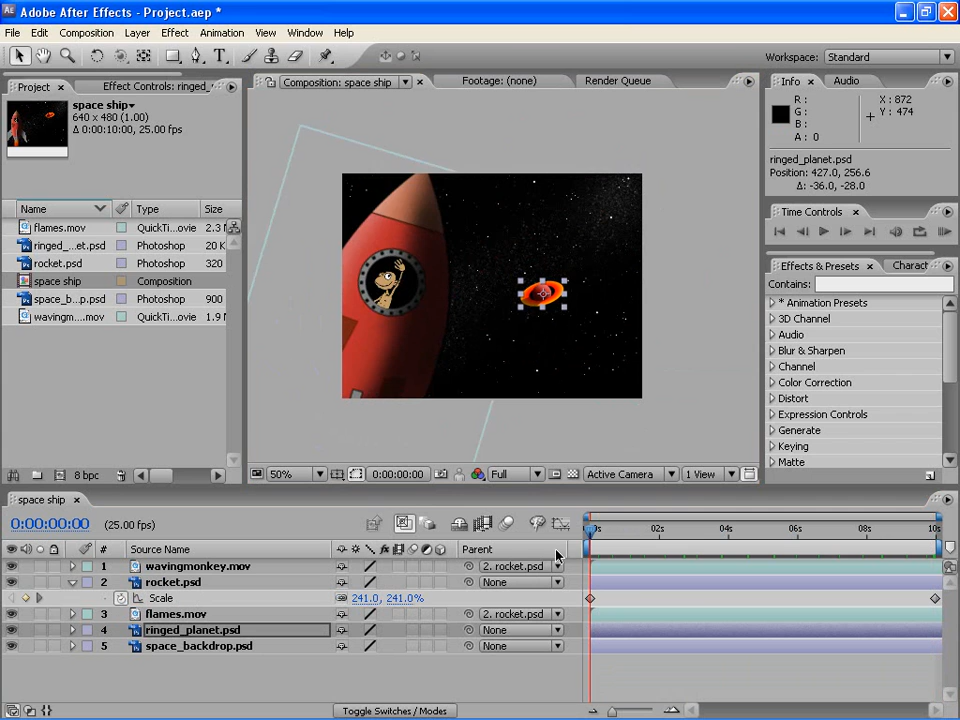 Adobe After Effects - Project.aep *
File Edit Composition Layer Effect Animation View Window Help
Workspace: Standard
Project Effect Controls: ringed_
space ship
640 x 480 (1.00)
Δ 0:00:10:00, 25.00 fps
Name Type Size
flames.mov QuickTi...ovie 2.3
ringed_...et.psd Photoshop 20 K
rocket.psd Photoshop 320
space ship Composition
space_b...p.psd Photoshop 900
wavingm....mov QuickTi...ovie 1.9
8 bpc
Composition: space ship
Footage: (none)
Render Queue
50% 0:00:00:00 Full Active Camera 1 View
Info Audio
R : X : 872
G : Y : 474
B :
A : 0
ringed_planet.psd
Position: 427.0, 256.6
Δ: -36.0, -28.0
Time Controls
Effects & Presets Charact
Contains:
* Animation Presets
3D Channel
Audio
Blur & Sharpen
Channel
Color Correction
Distort
Expression Controls
Generate
Keying
Matte
space ship
0:00:00:00 (25.00 fps)
0s 02s 04s 06s 08s 10s
# Source Name Parent
1 wavingmonkey.mov 2. rocket.psd
2 rocket.psd None
Scale 241.0, 241.0%
3 flames.mov 2. rocket.psd
4 ringed_planet.psd None
5 space_backdrop.psd None
Toggle Switches / Modes